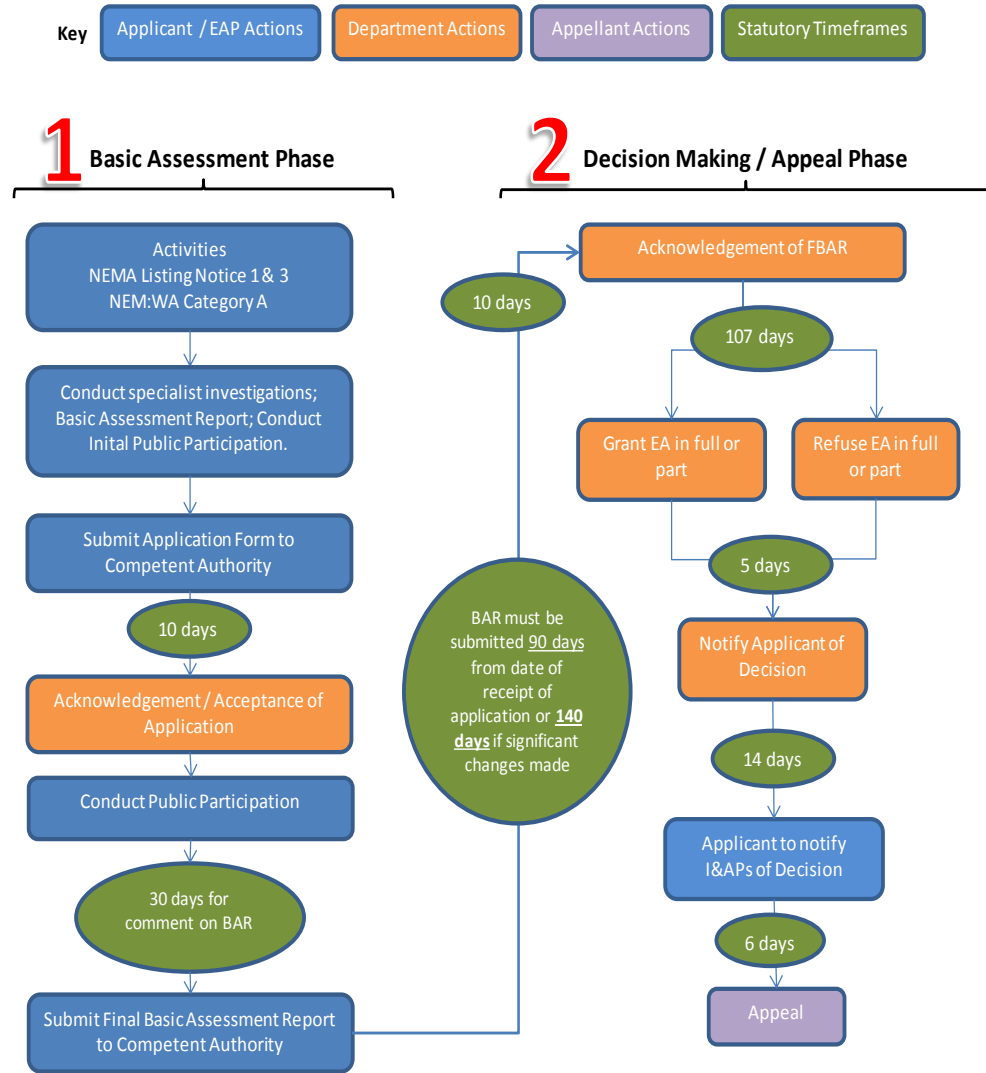 Key
Applicant / EAP Actions
Department Actions
Appellant Actions
Statutory Timeframes
1 Basic Assessment Phase
Activities
NEMA Listing Notice 1 & 3
NEM:WA Category A
Conduct specialist investigations;
Basic Assessment Report; Conduct
Inital Public Participation.
Submit Application Form to
Competent Authority
10 days
Acknowledgement / Acceptance of
Application
Conduct Public Participation
30 days for
comment on BAR
Submit Final Basic Assessment Report
to Competent Authority
BAR must be
submitted 90 days
from date of
receipt of
application or 140
days if significant
changes made
10 days
2 Decision Making / Appeal Phase
Acknowledgement of FBAR
107 days
Grant EA in full or
part
Refuse EA in full
or part
5 days
Notify Applicant of
Decision
14 days
Applicant to notify
I&APs of Decision
6 days
Appeal